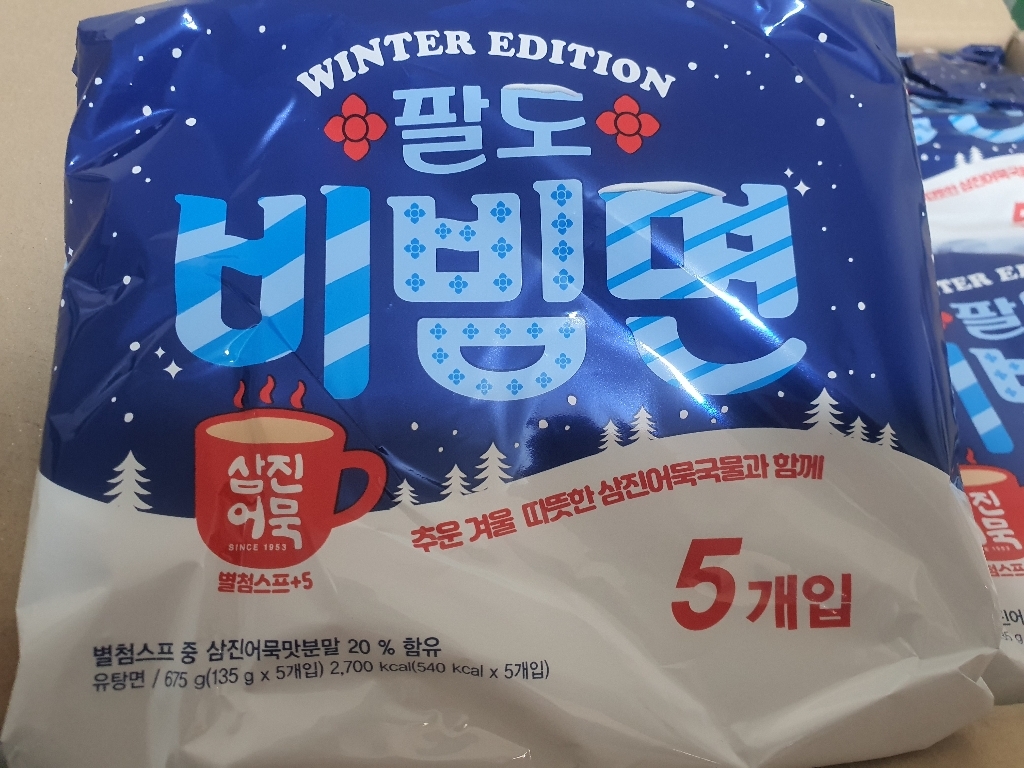 WINTER EDITION
팔도
비빔면
삼진
어묵
SINCE 1953
별첨스프+5
추운 겨울 따뜻한 삼진어묵국물과 함께
5개입
별첨스프 중 삼진어묵맛분말 20 % 함유
유탕면 / 675 g(135 g x 5개입) 2,700 kcal(540 kcal x 5개입)